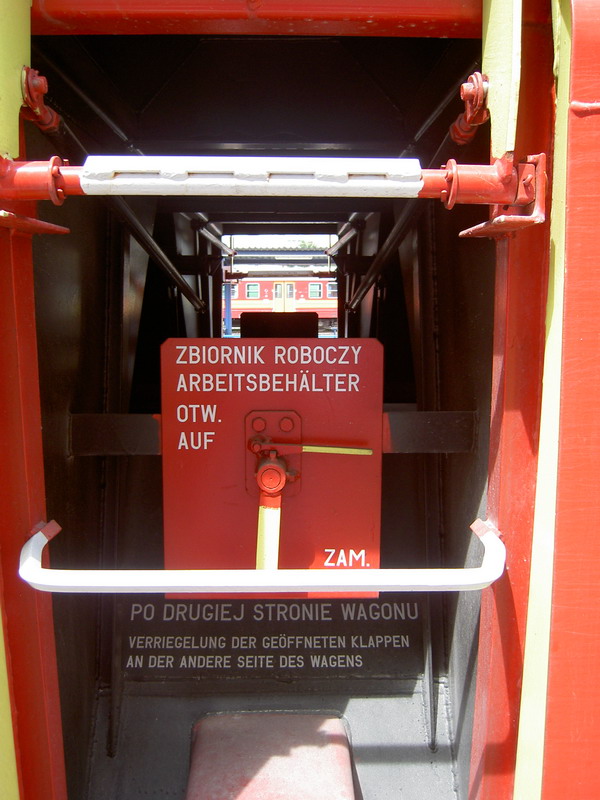 ZBIORNIK ROBOCZY
ARBEITSBEHÄLTER
OTW.
AUF
ZAM.
PO DRUGIEJ STRONIE WAGONU
VERRIEGELUNG DER GEÖFFNETEN KLAPPEN
AN DER ANDERE SEITE DES WAGENS